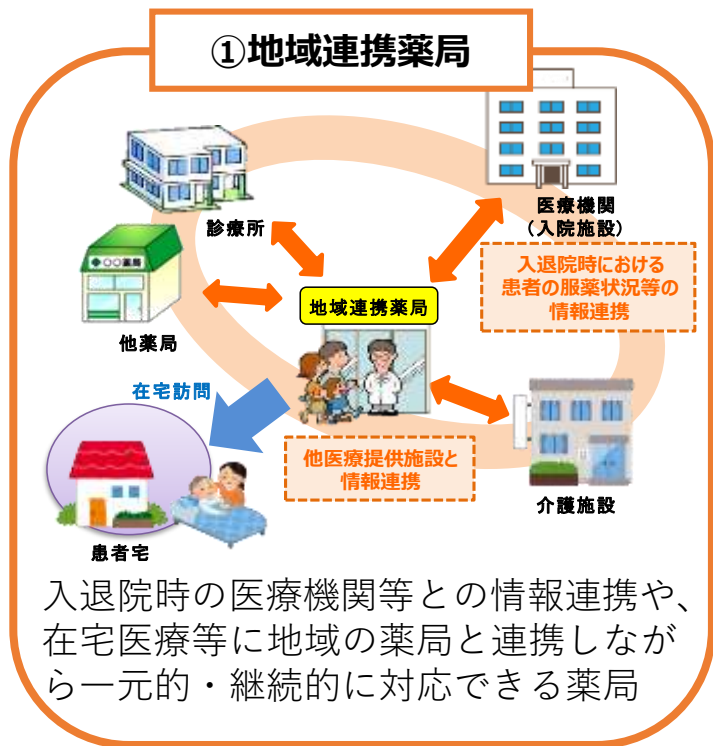 ①地域連携薬局
診療所
医療機関
(入院施設)
○○薬局
入退院時における
患者の服薬状況等の
情報連携
地域連携薬局
他薬局
在宅訪問
他医療提供施設と
情報連携
介護施設
患者宅
入退院時の医療機関等との情報連携や、
在宅医療等に地域の薬局と連携しなが
ら一元的・継続的に対応できる薬局